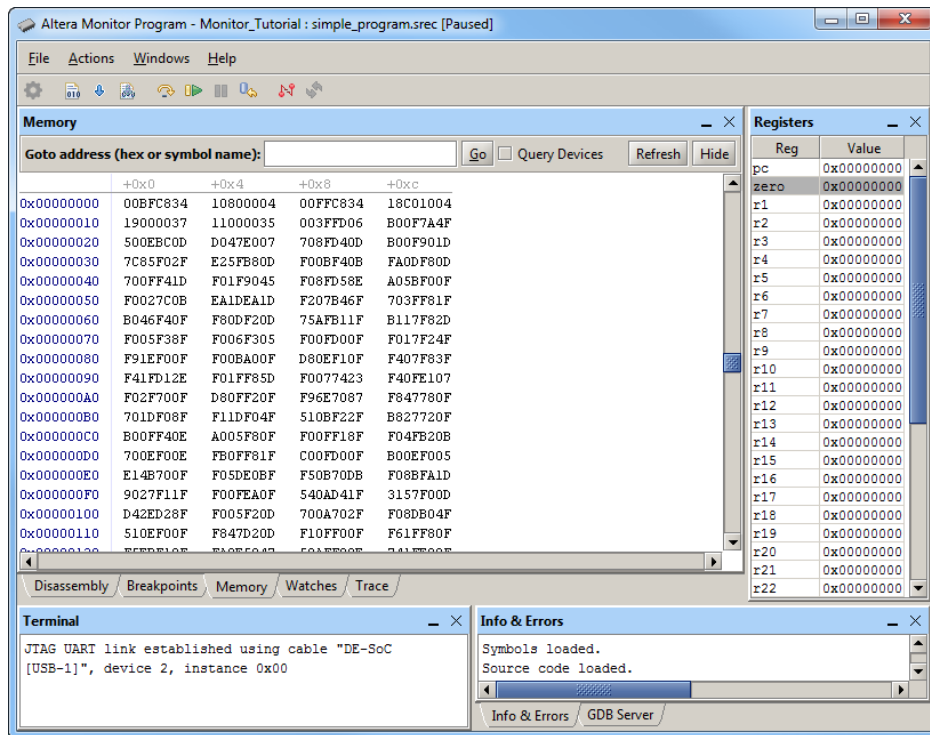 Altera Monitor Program - Monitor_Tutorial : simple_program.srec [Paused]
File Actions Windows Help
Memory
Goto address (hex or symbol name): Go Query Devices Refresh Hide
+0x0 +0x4 +0x8 +0xc
0x00000000 00BFC834 10800004 00FFC834 18C01004
0x00000010 19000037 11000035 003FFD06 B00F7A4F
0x00000020 500EBC0D D047E007 708FD40D B00F901D
0x00000030 7C85F02F E25FB80D F00BF40B FA0DF80D
0x00000040 700FF41D F01F9045 F08FD58E A05BF00F
0x00000050 F0027C0B EA1DEA1D F207B46F 703FF81F
0x00000060 B046F40F F80DF20D 75AFB11F B117F82D
0x00000070 F005F38F F006F305 F00FD00F F017F24F
0x00000080 F91EF00F F00BA00F D80EF10F F407F83F
0x00000090 F41FD12E F01FF85D F0077423 F40FE107
0x000000A0 F02F700F D80FF20F F96E7087 F847780F
0x000000B0 701DF08F F11DF04F 510BF22F B827720F
0x000000C0 B00FF40E A005F80F F00FF18F F04FB20B
0x000000D0 700EF00E FB0FF81F C00FD00F B00EF005
0x000000E0 E14B700F F05DE0BF F50B70DB F08BFA1D
0x000000F0 9027F11F F00FEA0F 540AD41F 3157F00D
0x00000100 D42ED28F F005F20D 700A702F F08DB04F
0x00000110 510EF00F F847D20D F10FF00F F61FF80F
Disassembly Breakpoints Memory Watches Trace
Registers
Reg Value
pc 0x00000000
zero 0x00000000
r1 0x00000000
r2 0x00000000
r3 0x00000000
r4 0x00000000
r5 0x00000000
r6 0x00000000
r7 0x00000000
r8 0x00000000
r9 0x00000000
r10 0x00000000
r11 0x00000000
r12 0x00000000
r13 0x00000000
r14 0x00000000
r15 0x00000000
r16 0x00000000
r17 0x00000000
r18 0x00000000
r19 0x00000000
r20 0x00000000
r21 0x00000000
r22 0x00000000
Terminal
JTAG UART link established using cable "DE-SoC
[USB-1]", device 2, instance 0x00
Info & Errors
Symbols loaded.
Source code loaded.
Info & Errors GDB Server